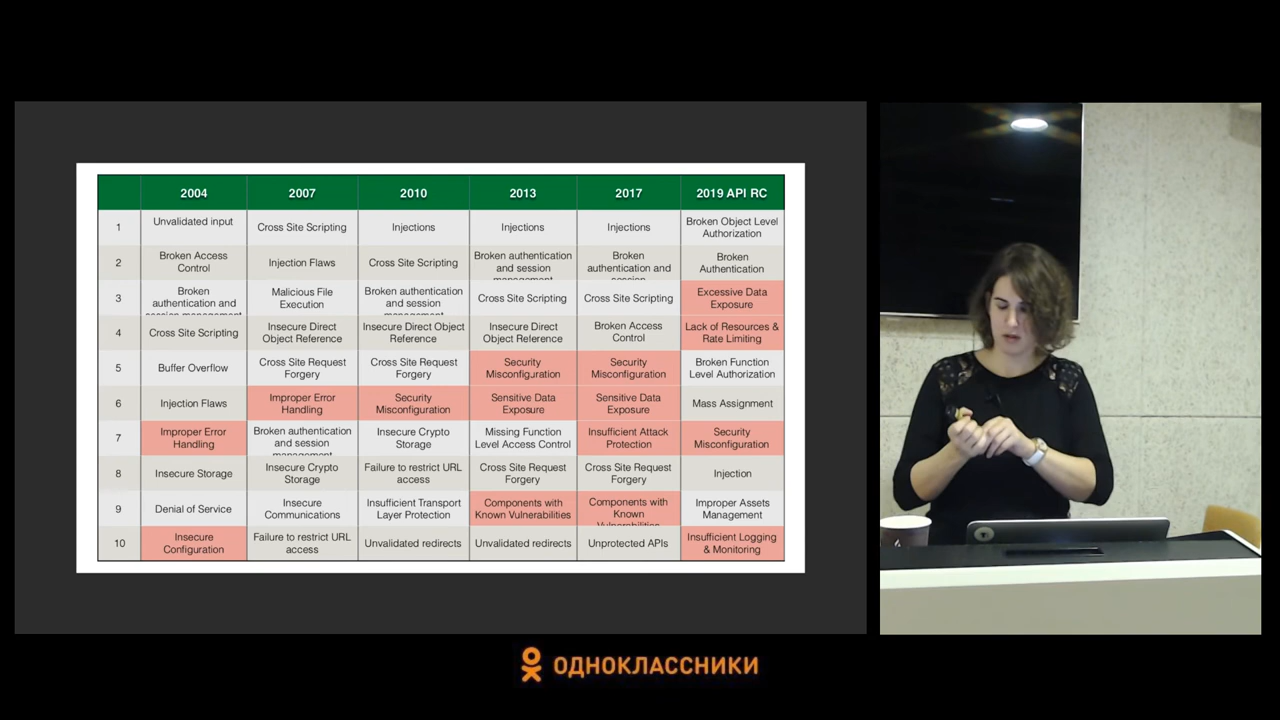 2004 2007 2010 2013 2017 2019 API RC
1
Unvalidated input
Cross Site Scripting
Injections
Injections
Injections
Broken Object Level
Authorization
2
Broken Access
Control
Injection Flaws
Cross Site Scripting
Broken authentication
and session
management
Broken
authentication and
session
Broken
Authentication
3
Broken
authentication and
session management
Malicious File
Execution
Broken authentication
and session
management
Cross Site Scripting
Cross Site Scripting
Excessive Data
Exposure
4
Cross Site Scripting
Insecure Direct
Object Reference
Insecure Direct Object
Reference
Insecure Direct
Object Reference
Broken Access
Control
Lack of Resources &
Rate Limiting
5
Buffer Overflow
Cross Site Request
Forgery
Cross Site Request
Forgery
Security
Misconfiguration
Security
Misconfiguration
Broken Function
Level Authorization
6
Injection Flaws
Improper Error
Handling
Security
Misconfiguration
Sensitive Data
Exposure
Sensitive Data
Exposure
Mass Assignment
7
Improper Error
Handling
Broken authentication
and session
management
Insecure Crypto
Storage
Missing Function
Level Access Control
Insufficient Attack
Protection
Security
Misconfiguration
8
Insecure Storage
Insecure Crypto
Storage
Failure to restrict URL
access
Cross Site Request
Forgery
Cross Site Request
Forgery
Injection
9
Denial of Service
Insecure
Communications
Insufficient Transport
Layer Protection
Components with
Known Vulnerabilities
Components with
Known
Vulnerabilities
Improper Assets
Management
10
Insecure
Configuration
Failure to restrict URL
access
Unvalidated redirects
Unvalidated redirects
Unprotected APIs
Insufficient Logging
& Monitoring
ОДНОКЛАССНИКИ